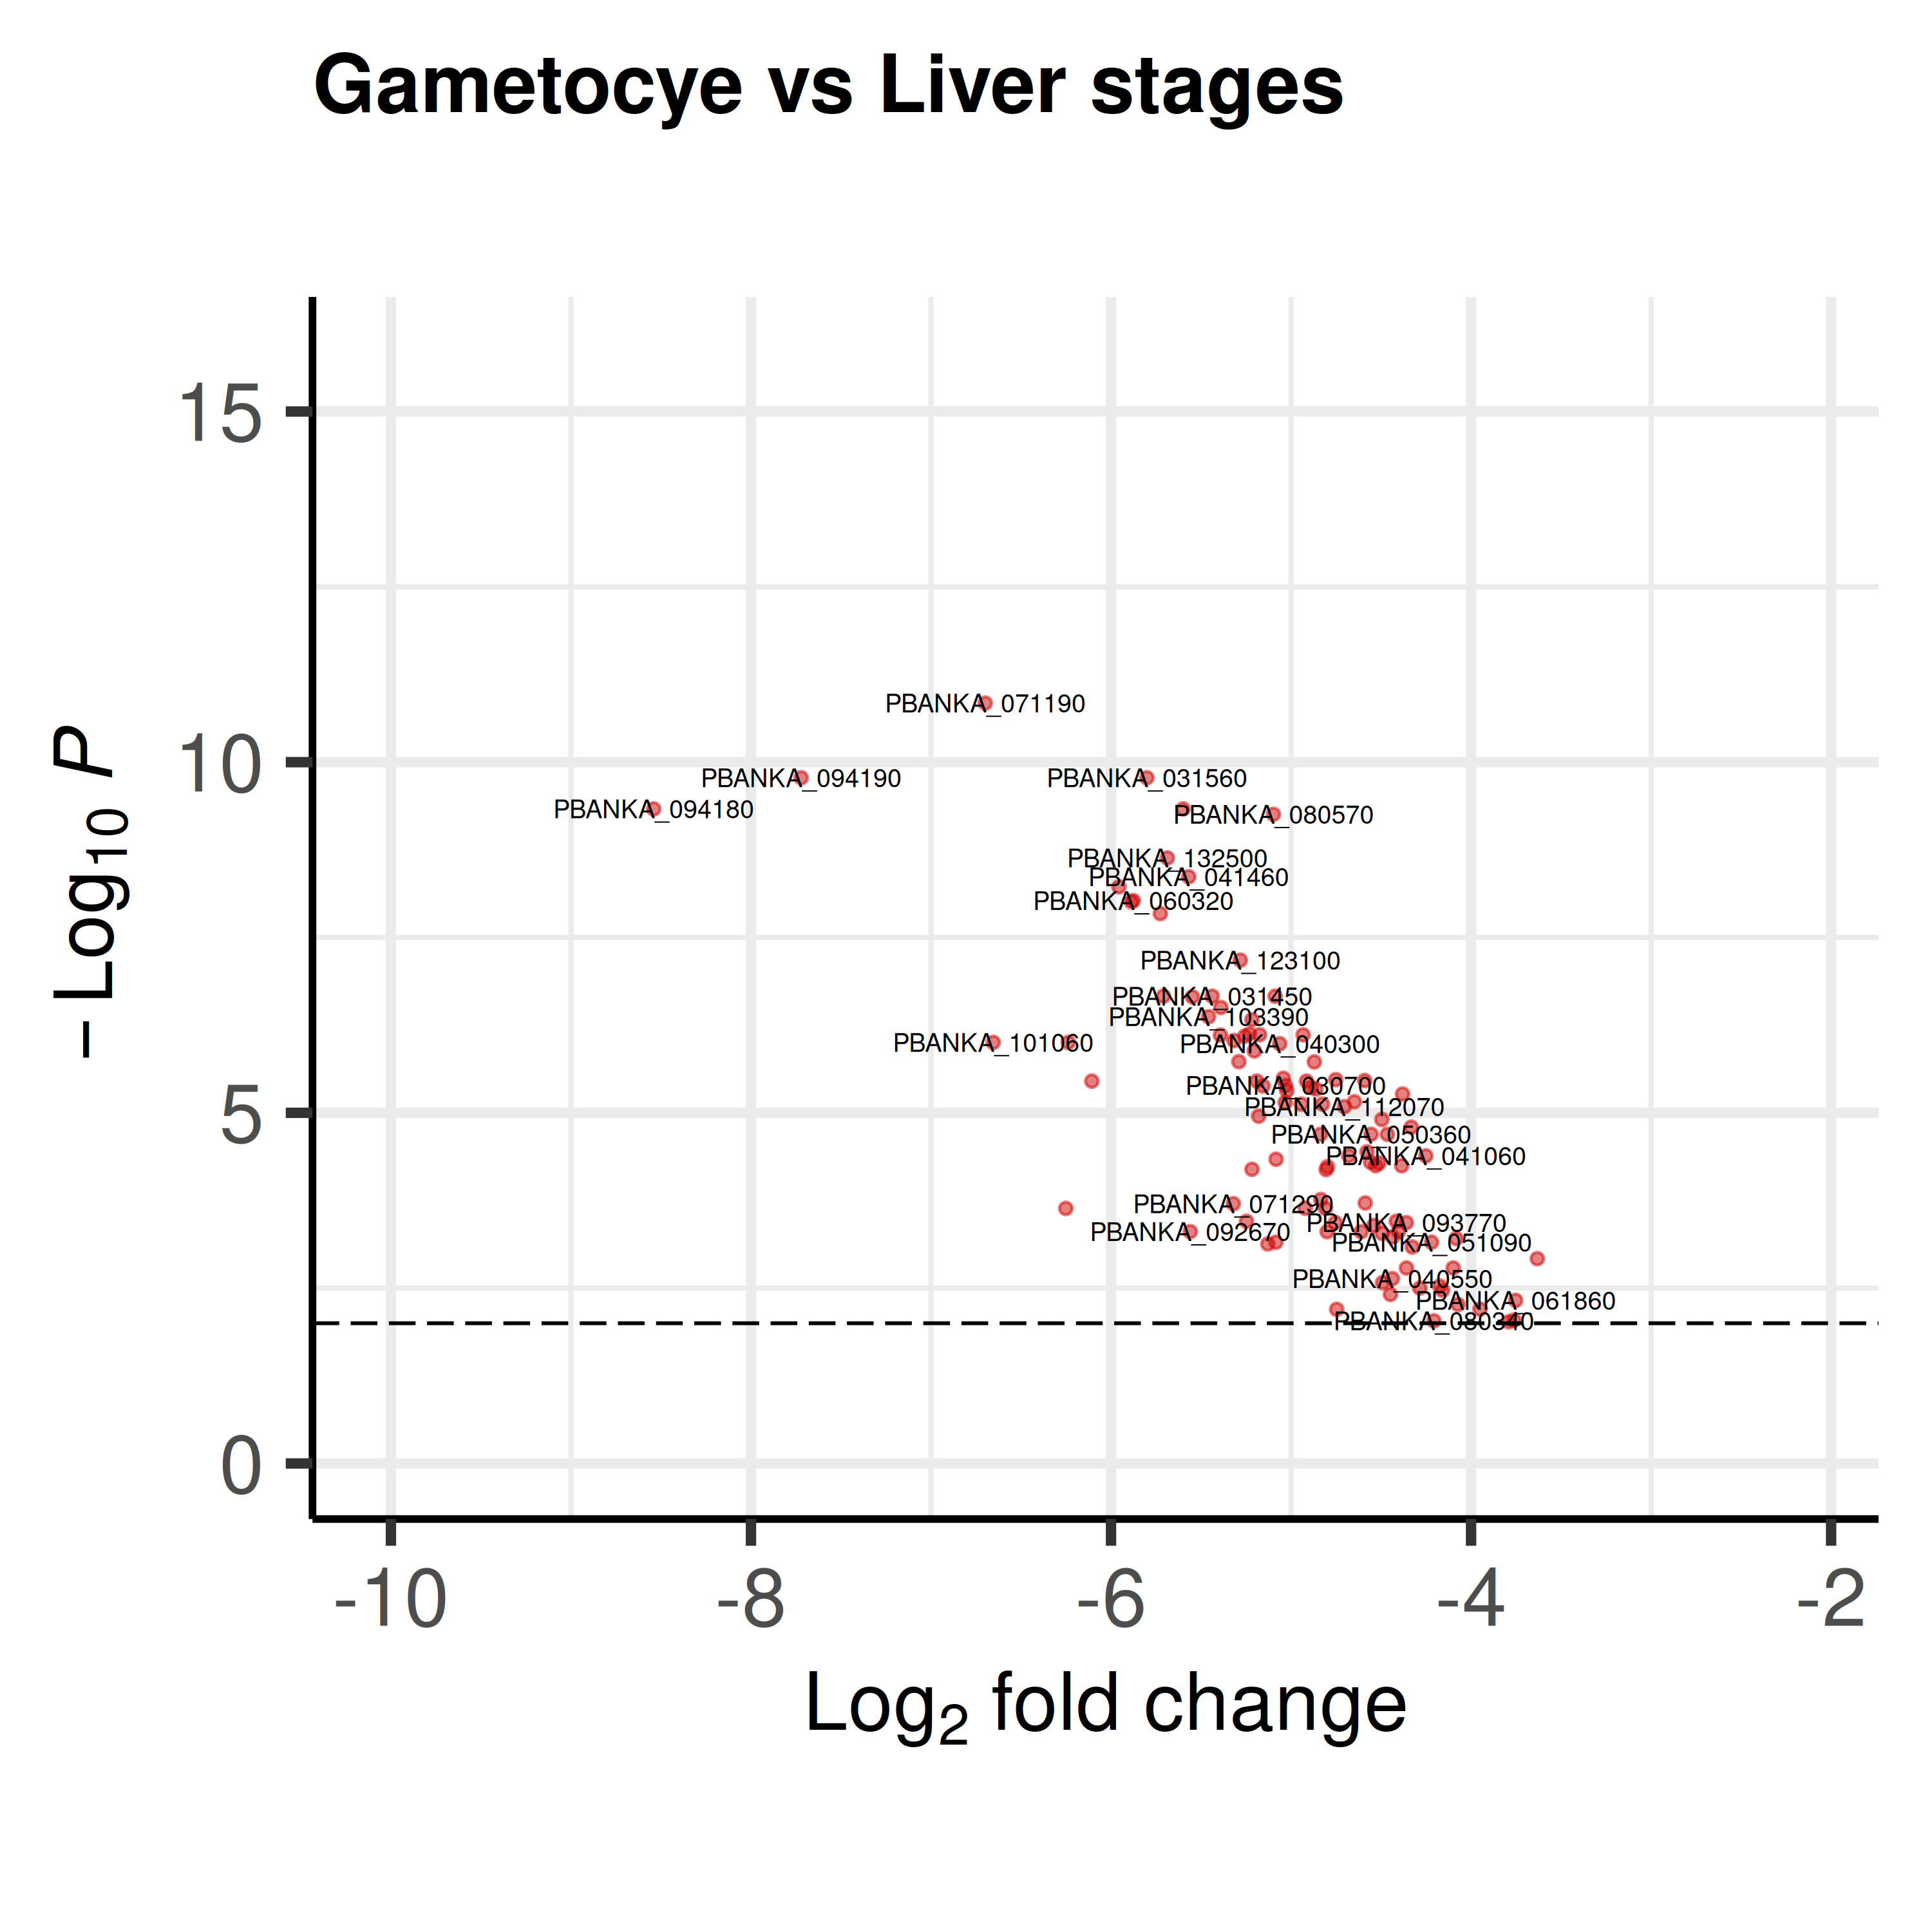 Gametocye vs Liver stages
− Log10 P
15
10
5
0
PBANKA_071190
PBANKA_094190
PBANKA_031560
PBANKA_094180
PBANKA_080570
PBANKA_132500
PBANKA_041460
PBANKA_060320
PBANKA_123100
PBANKA_031450
PBANKA_103390
PBANKA_101060
PBANKA_040300
PBANKA_030700
PBANKA_112070
PBANKA_050360
PBANKA_041060
PBANKA_071290
PBANKA_093770
PBANKA_092670
PBANKA_051090
PBANKA_040550
PBANKA_061860
PBANKA_080340
-10
-8
-6
-4
-2
Log2 fold change